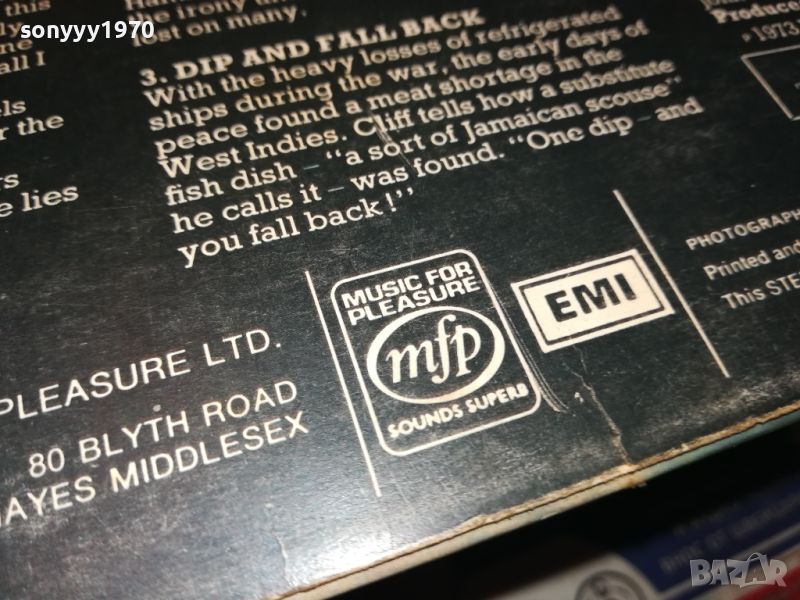 sonyyy1970
this
lost on many.
all I
the
lies
3. DIP AND FALL BACK
With the heavy losses of refrigerated
ships during the war, the early days of
peace found a meat shortage in the
West Indies. Cliff tells how a substitute
fish dish – "a sort of Jamaican scouse"
he calls it – was found. "One dip – and
you fall back!"
Produce
℗1973
PLEASURE LTD.
80 BLYTH ROAD
HAYES MIDDLESEX
MUSIC FOR
PLEASURE
mfp
SOUNDS SUPERB
EMI
PHOTOGRAPH
Printed and
This STE
BAZAR